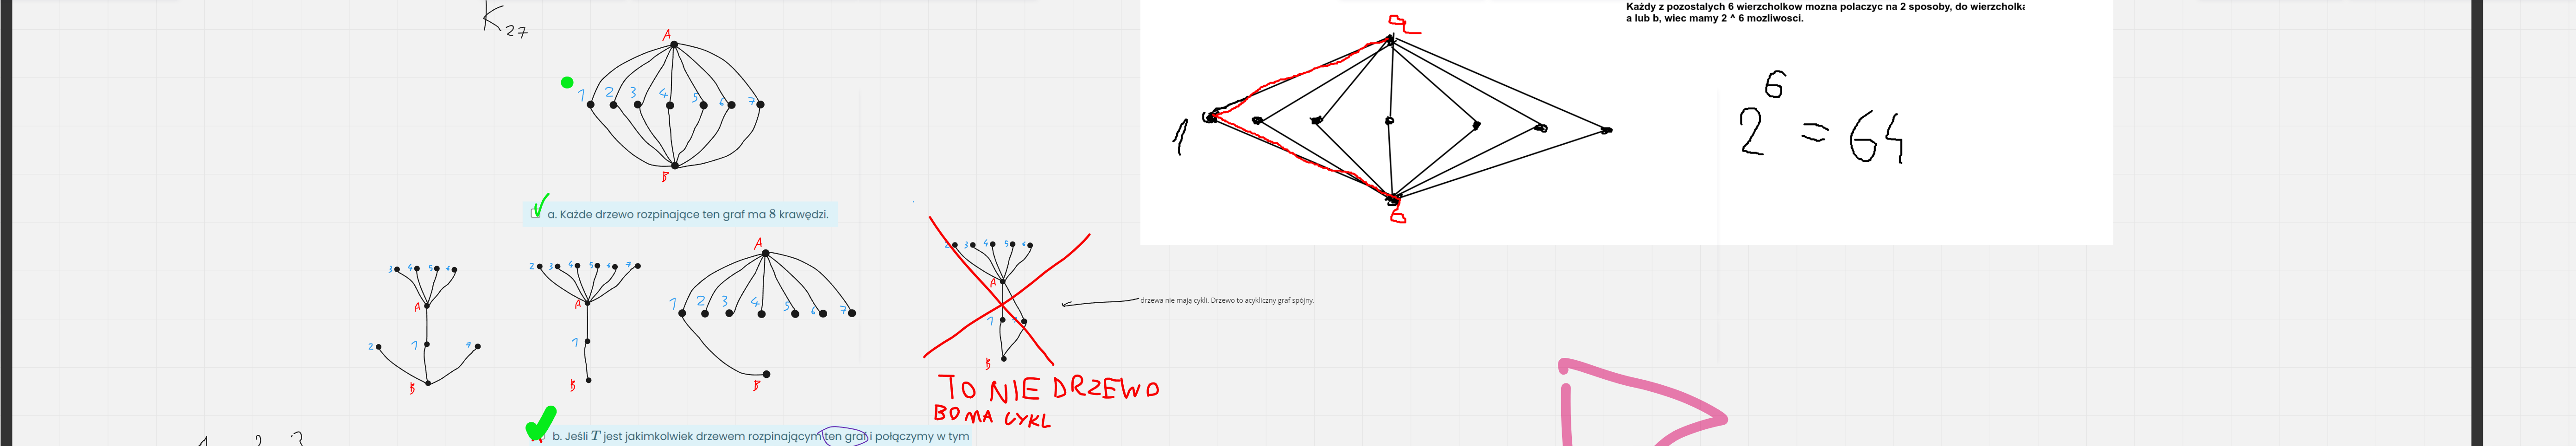 K27
Każdy z pozostalych 6 wierzcholkow mozna polaczyc na 2 sposoby, do wierzcholka
a lub b, wiec mamy 2 ^ 6 mozliwosci.
A
1 2 3 4 5 6 7
B
a
1
b
2^6 = 64
a. Każde drzewo rozpinające ten graf ma 8 krawędzi.
3 4 5 6
A
2 1 7
B
2 3 4 5 6 7
A
1
B
A
1 2 3 4 5 6 7
B
2 3 4 5 6
A
1
B
drzewa nie mają cykli. Drzewo to acykliczny graf spójny.
TO NIE DRZEWO
BO MA CYKL
b. Jeśli T jest jakimkolwiek drzewem rozpinającym ten graf i połączymy w tym
1 2 3